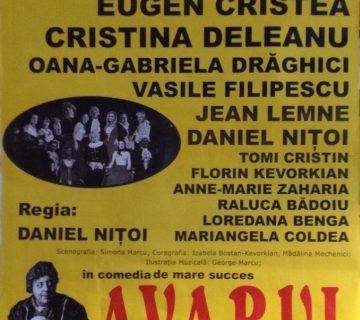 EUGEN CRISTEA
CRISTINA DELEANU
OANA-GABRIELA DRĂGHICI
VASILE FILIPESCU
JEAN LEMNE
DANIEL NIȚOI
TOMI CRISTIN
FLORIN KEVORKIAN
ANNE-MARIE ZAHARIA
RALUCA BĂDOIU
LOREDANA BENGA
MARIANGELA COLDEA
Regia:
DANIEL NIȚOI
Scenografia: Simona Marcu; Coregrafia: Izabela Bostan-Kevorkian, Mădălina Mechenici;
Ilustrația Muzicală: George Marcu;
în comedia de mare succes
AVARUL